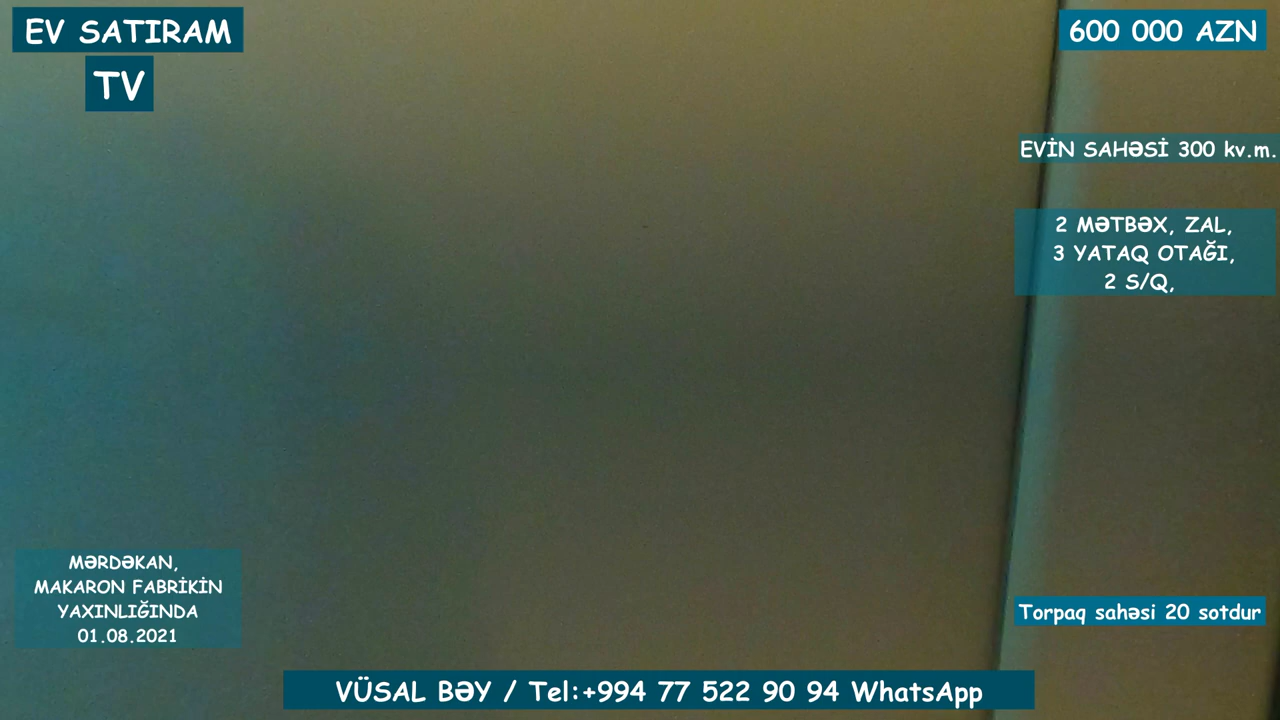 EV SATIRAM
TV
600 000 AZN
EVİN SAHƏSİ 300 kv.m.
2 MƏTBƏX, ZAL,
3 YATAQ OTAĞI,
2 S/Q,
MƏRDƏKAN,
MAKARON FABRİKİN
YAXINLIĞINDA
01.08.2021
Torpaq sahəsi 20 sotdur
VÜSAL BƏY / Tel:+994 77 522 90 94 WhatsApp